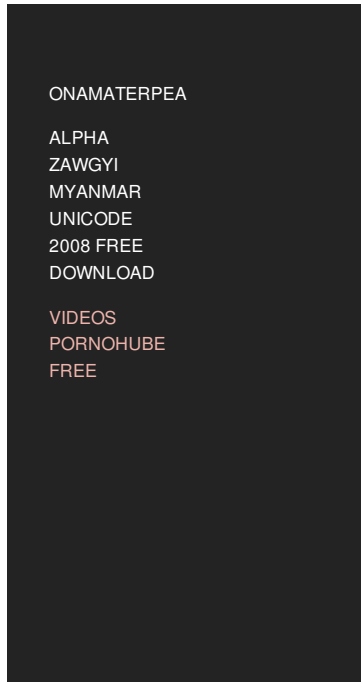 ONAMATERPEA
ALPHA
ZAWGYI
MYANMAR
UNICODE
2008 FREE
DOWNLOAD
VIDEOS
PORNOHUBE
FREE